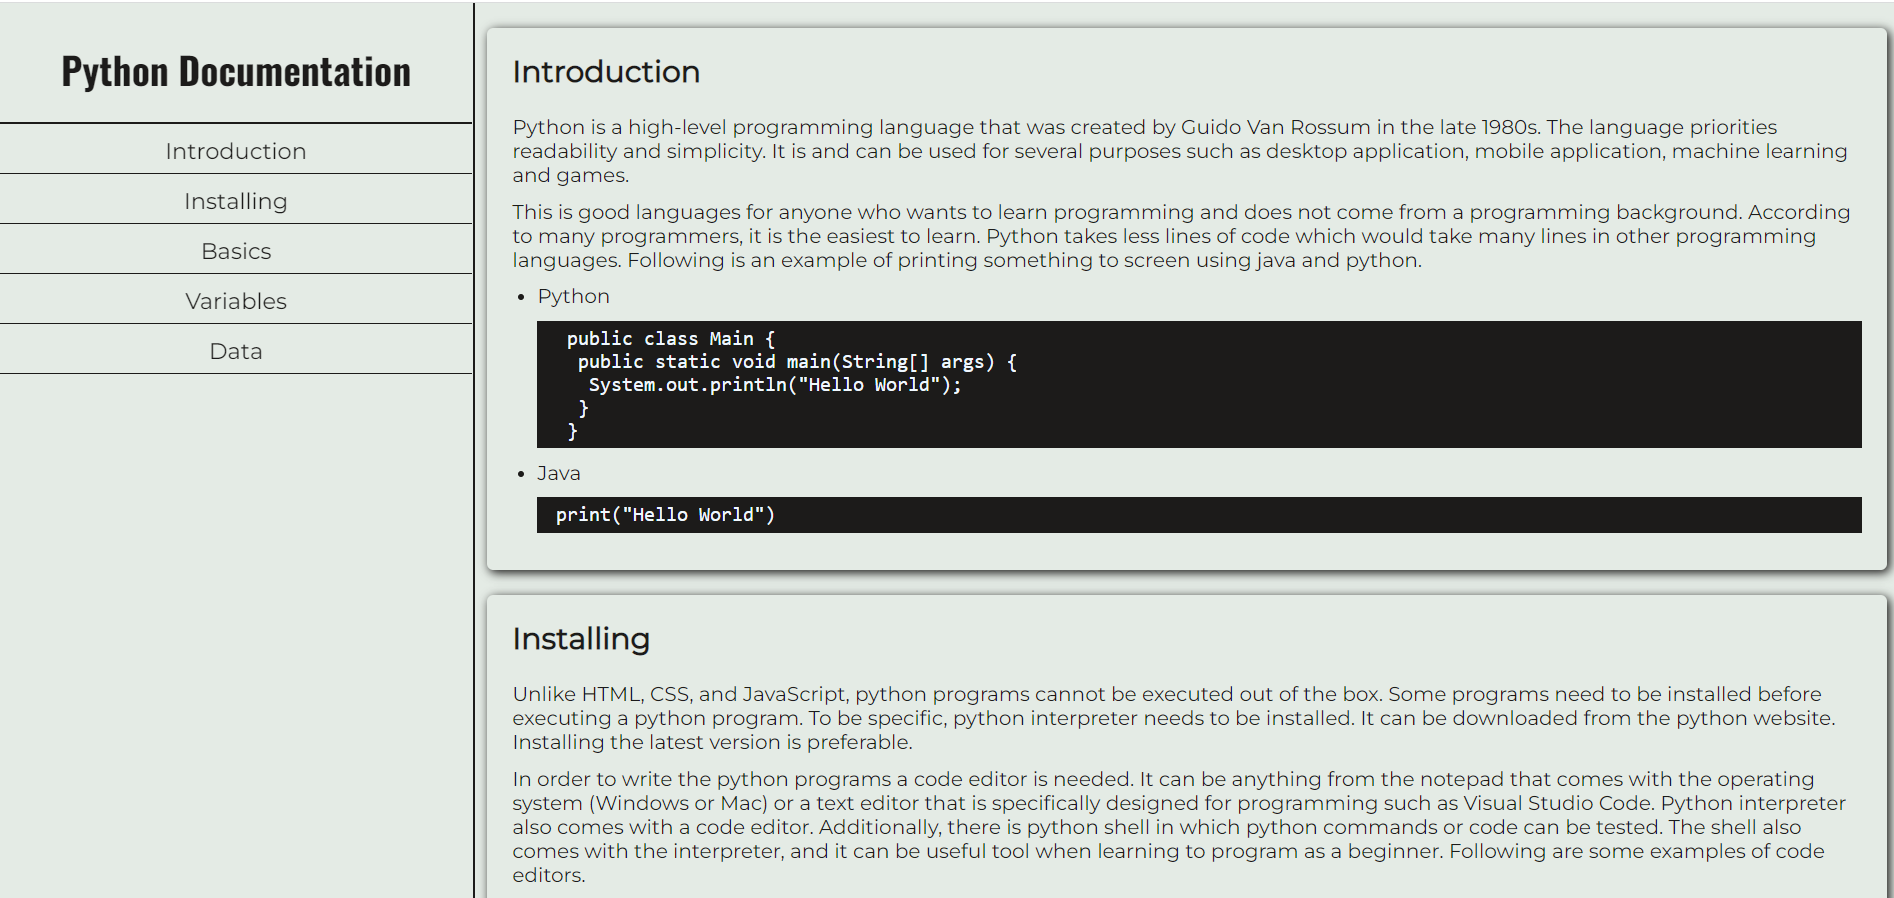 Python Documentation
Introduction
Installing
Basics
Variables
Data
Introduction
Python is a high-level programming language that was created by Guido Van Rossum in the late 1980s. The language priorities
readability and simplicity. It is and can be used for several purposes such as desktop application, mobile application, machine learning
and games.
This is good languages for anyone who wants to learn programming and does not come from a programming background. According
to many programmers, it is the easiest to learn. Python takes less lines of code which would take many lines in other programming
languages. Following is an example of printing something to screen using java and python.
• Python
public class Main {
 public static void main(String[] args) {
  System.out.println("Hello World");
 }
}
• Java
print("Hello World")
Installing
Unlike HTML, CSS, and JavaScript, python programs cannot be executed out of the box. Some programs need to be installed before
executing a python program. To be specific, python interpreter needs to be installed. It can be downloaded from the python website.
Installing the latest version is preferable.
In order to write the python programs a code editor is needed. It can be anything from the notepad that comes with the operating
system (Windows or Mac) or a text editor that is specifically designed for programming such as Visual Studio Code. Python interpreter
also comes with a code editor. Additionally, there is python shell in which python commands or code can be tested. The shell also
comes with the interpreter, and it can be useful tool when learning to program as a beginner. Following are some examples of code
editors.